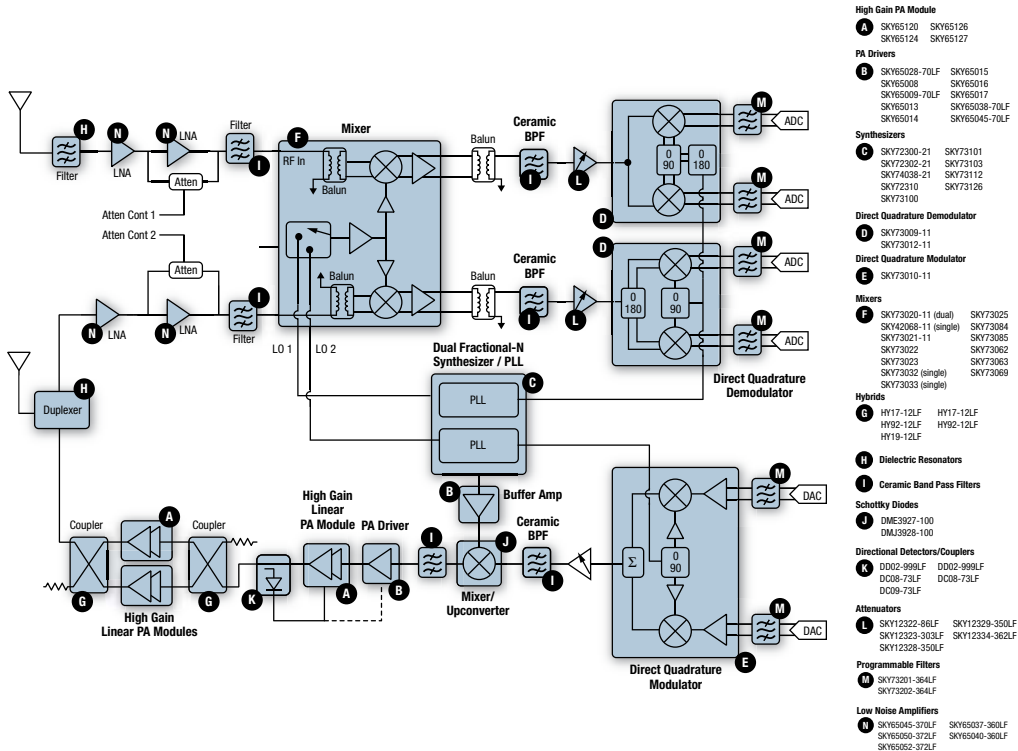 High Gain PA Module
A SKY65120 SKY65126
SKY65124 SKY65127
PA Drivers
B SKY65028-70LF SKY65015
SKY65008 SKY65016
SKY65009-70LF SKY65017
SKY65013 SKY65038-70LF
SKY65014 SKY65045-70LF
Synthesizers
C SKY72300-21 SKY73101
SKY72302-21 SKY73103
SKY74038-21 SKY73112
SKY72310 SKY73126
SKY73100
Direct Quadrature Demodulator
D SKY73009-11
SKY73012-11
Direct Quadrature Modulator
E SKY73010-11
Mixers
F SKY73020-11 (dual) SKY73025
SKY42068-11 (single) SKY73084
SKY73021-11 SKY73085
SKY73022 SKY73062
SKY73023 SKY73063
SKY73032 (single) SKY73069
SKY73033 (single)
Hybrids
G HY17-12LF HY17-12LF
HY92-12LF HY92-12LF
HY19-12LF
H Dielectric Resonators
I Ceramic Band Pass Filters
Schottky Diodes
J DME3927-100
DMJ3928-100
Directional Detectors/Couplers
K DD02-999LF DD02-999LF
DC08-73LF DC08-73LF
DC09-73LF
Attenuators
L SKY12322-86LF SKY12329-350LF
SKY12323-303LF SKY12334-362LF
SKY12328-350LF
Programmable Filters
M SKY73201-364LF
SKY73202-364LF
Low Noise Amplifiers
N SKY65045-370LF SKY65037-360LF
SKY65050-372LF SKY65040-360LF
SKY65052-372LF
H
Filter
N
LNA
N
LNA
Atten
Atten Cont 1
Atten Cont 2
Atten
Filter
I
Mixer
F
RF In
Balun
Balun
Ceramic
BPF
I
L
D
0
90
0
180
M
ADC
M
ADC
N
LNA
N
LNA
I
Filter
Balun
Balun
Ceramic
BPF
I
L
D
0
180
0
90
M
ADC
M
ADC
Direct Quadrature
Demodulator
LO 1
LO 2
Dual Fractional-N
Synthesizer / PLL
C
PLL
PLL
H
Duplexer
B
Buffer Amp
Coupler
G
A
High Gain
Linear PA Modules
Coupler
G
K
High Gain
Linear
PA Module
A
PA Driver
B
I
J
Mixer/
Upconverter
Ceramic
BPF
I
Σ
0
90
M
DAC
M
DAC
E
Direct Quadrature
Modulator